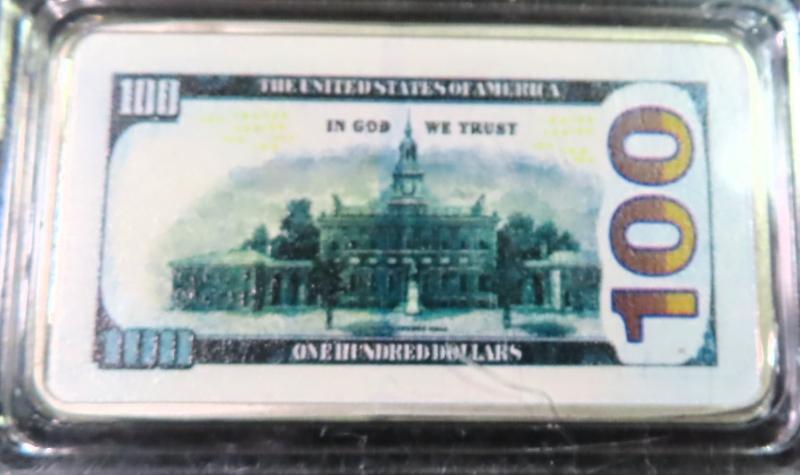 THE UNITED STATES OF AMERICA
100
IN GOD WE TRUST
100
100
ONE HUNDRED DOLLARS